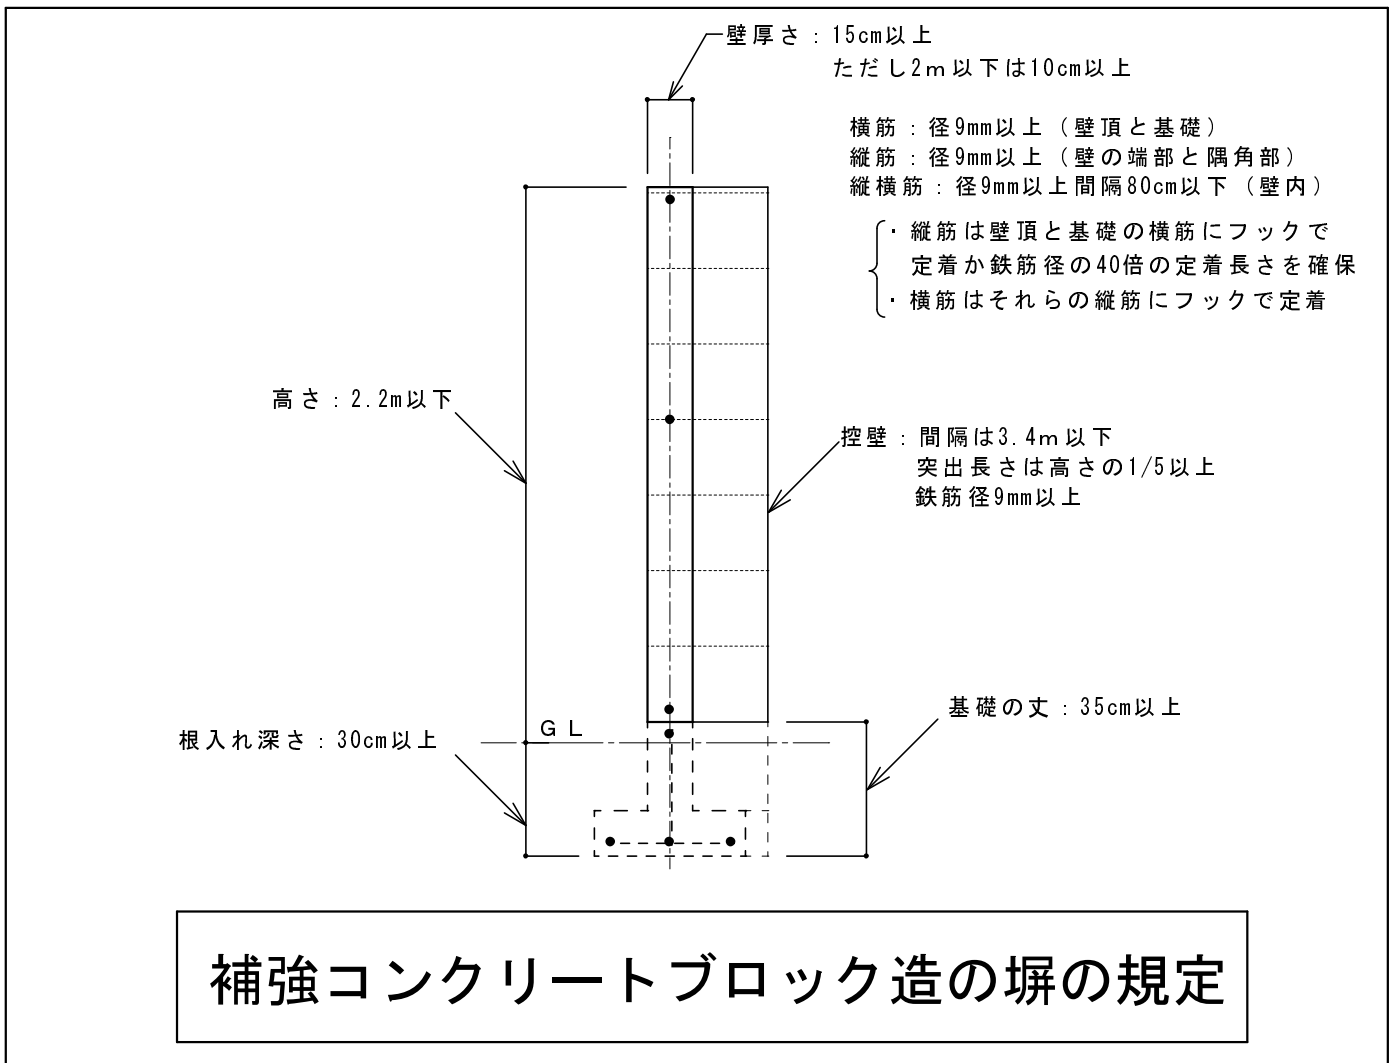 壁厚さ：15cm以上
ただし2m以下は10cm以上
横筋：径9mm以上（壁頂と基礎）
縦筋：径9mm以上（壁の端部と隅角部）
縦横筋：径9mm以上間隔80cm以下（壁内）
・縦筋は壁頂と基礎の横筋にフックで
定着か鉄筋径の40倍の定着長さを確保
・横筋はそれらの縦筋にフックで定着
高さ：2.2m以下
控壁：間隔は3.4m以下
突出長さは高さの1/5以上
鉄筋径9mm以上
基礎の丈：35cm以上
GL
根入れ深さ：30cm以上
補強コンクリートブロック造の塀の規定